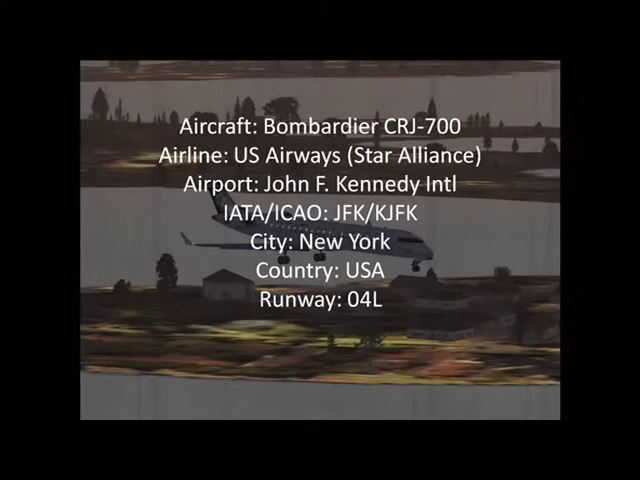 Aircraft: Bombardier CRJ-700
Airline: US Airways (Star Alliance)
Airport: John F. Kennedy Intl
IATA/ICAO: JFK/KJFK
City: New York
Country: USA
Runway: 04L